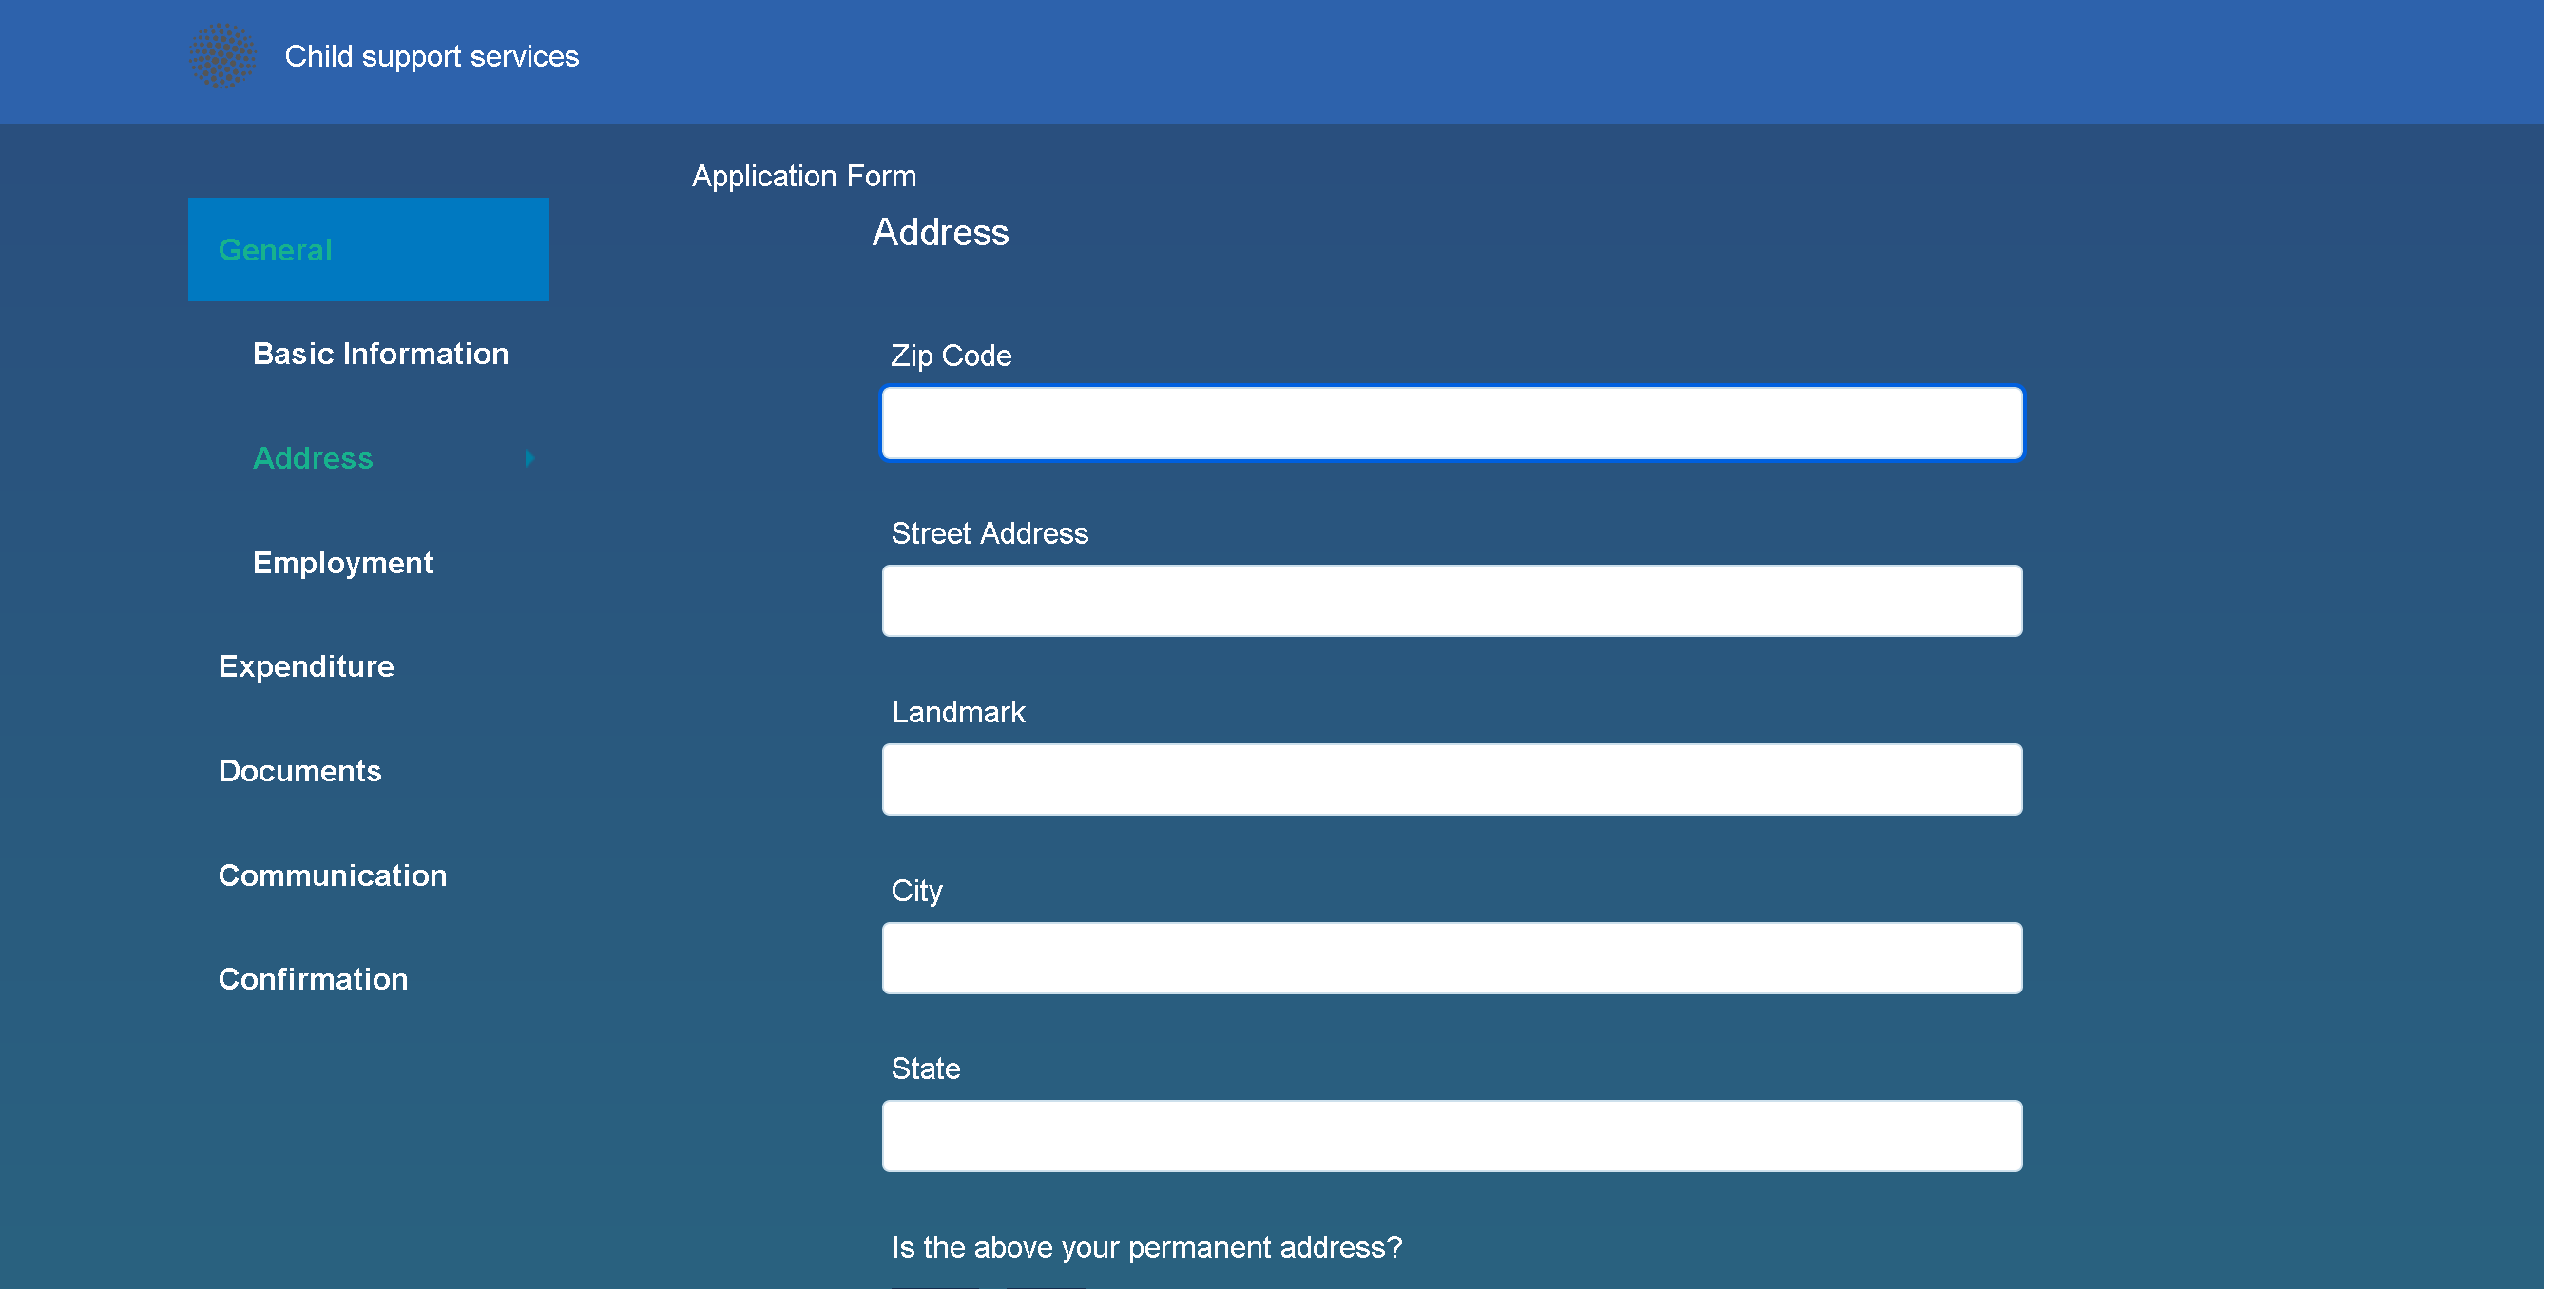 Child support services
General
Basic Information
Address
Employment
Expenditure
Documents
Communication
Confirmation
Application Form
Address
Zip Code
Street Address
Landmark
City
State
Is the above your permanent address?